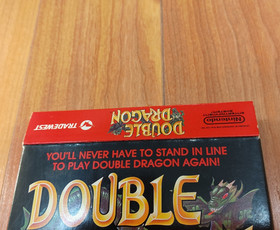 TRADEWEST
DOUBLE
DRAGON
Nintendo
YOU'LL NEVER HAVE TO STAND IN LINE
TO PLAY DOUBLE DRAGON AGAIN!
DOUBLE